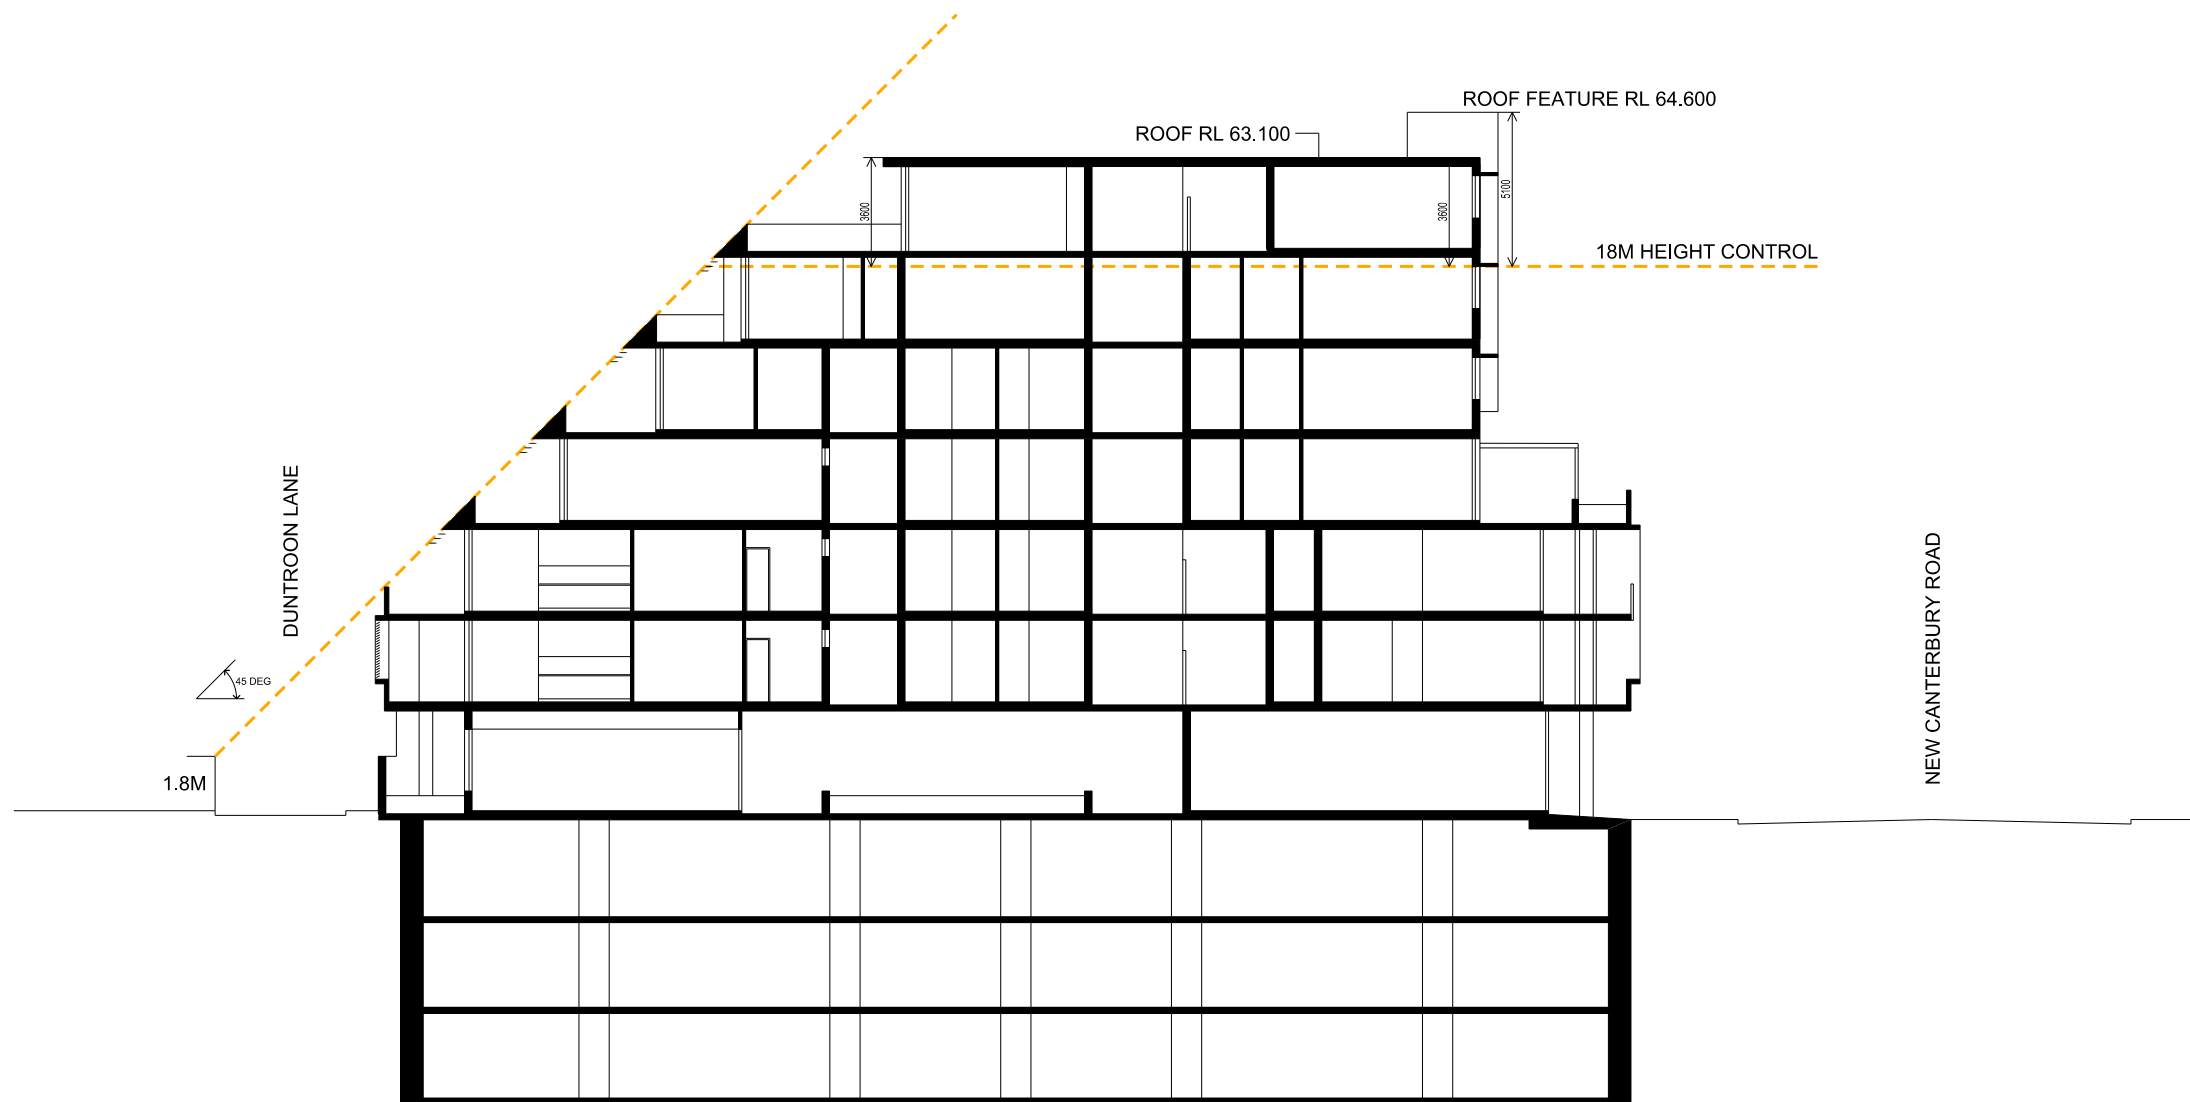 ROOF FEATURE RL 64.600
ROOF RL 63.100
3600
3600
5100
18M HEIGHT CONTROL
DUNTROON LANE
45 DEG
NEW CANTERBURY ROAD
1.8M